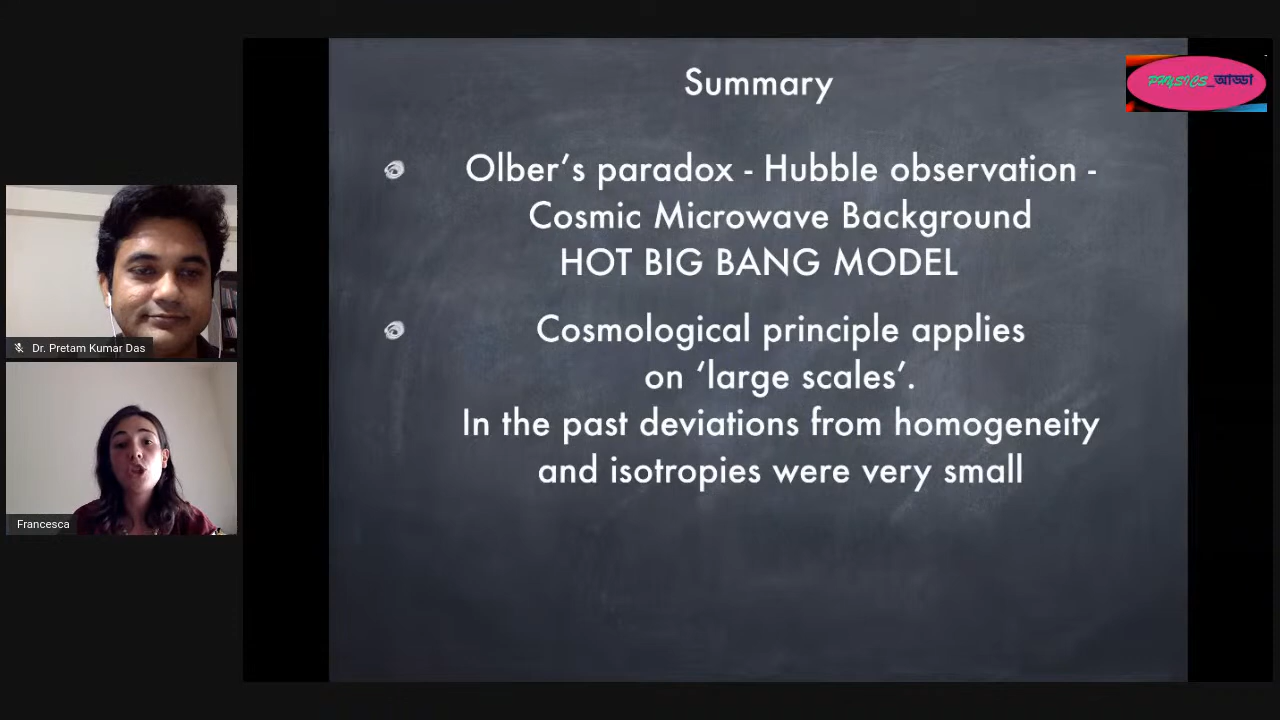 Summary
Olber’s paradox - Hubble observation -
Cosmic Microwave Background
HOT BIG BANG MODEL
Cosmological principle applies
on ‘large scales’.
In the past deviations from homogeneity
and isotropies were very small
PHYSICS_আড্ডা
Dr. Pretam Kumar Das
Francesca